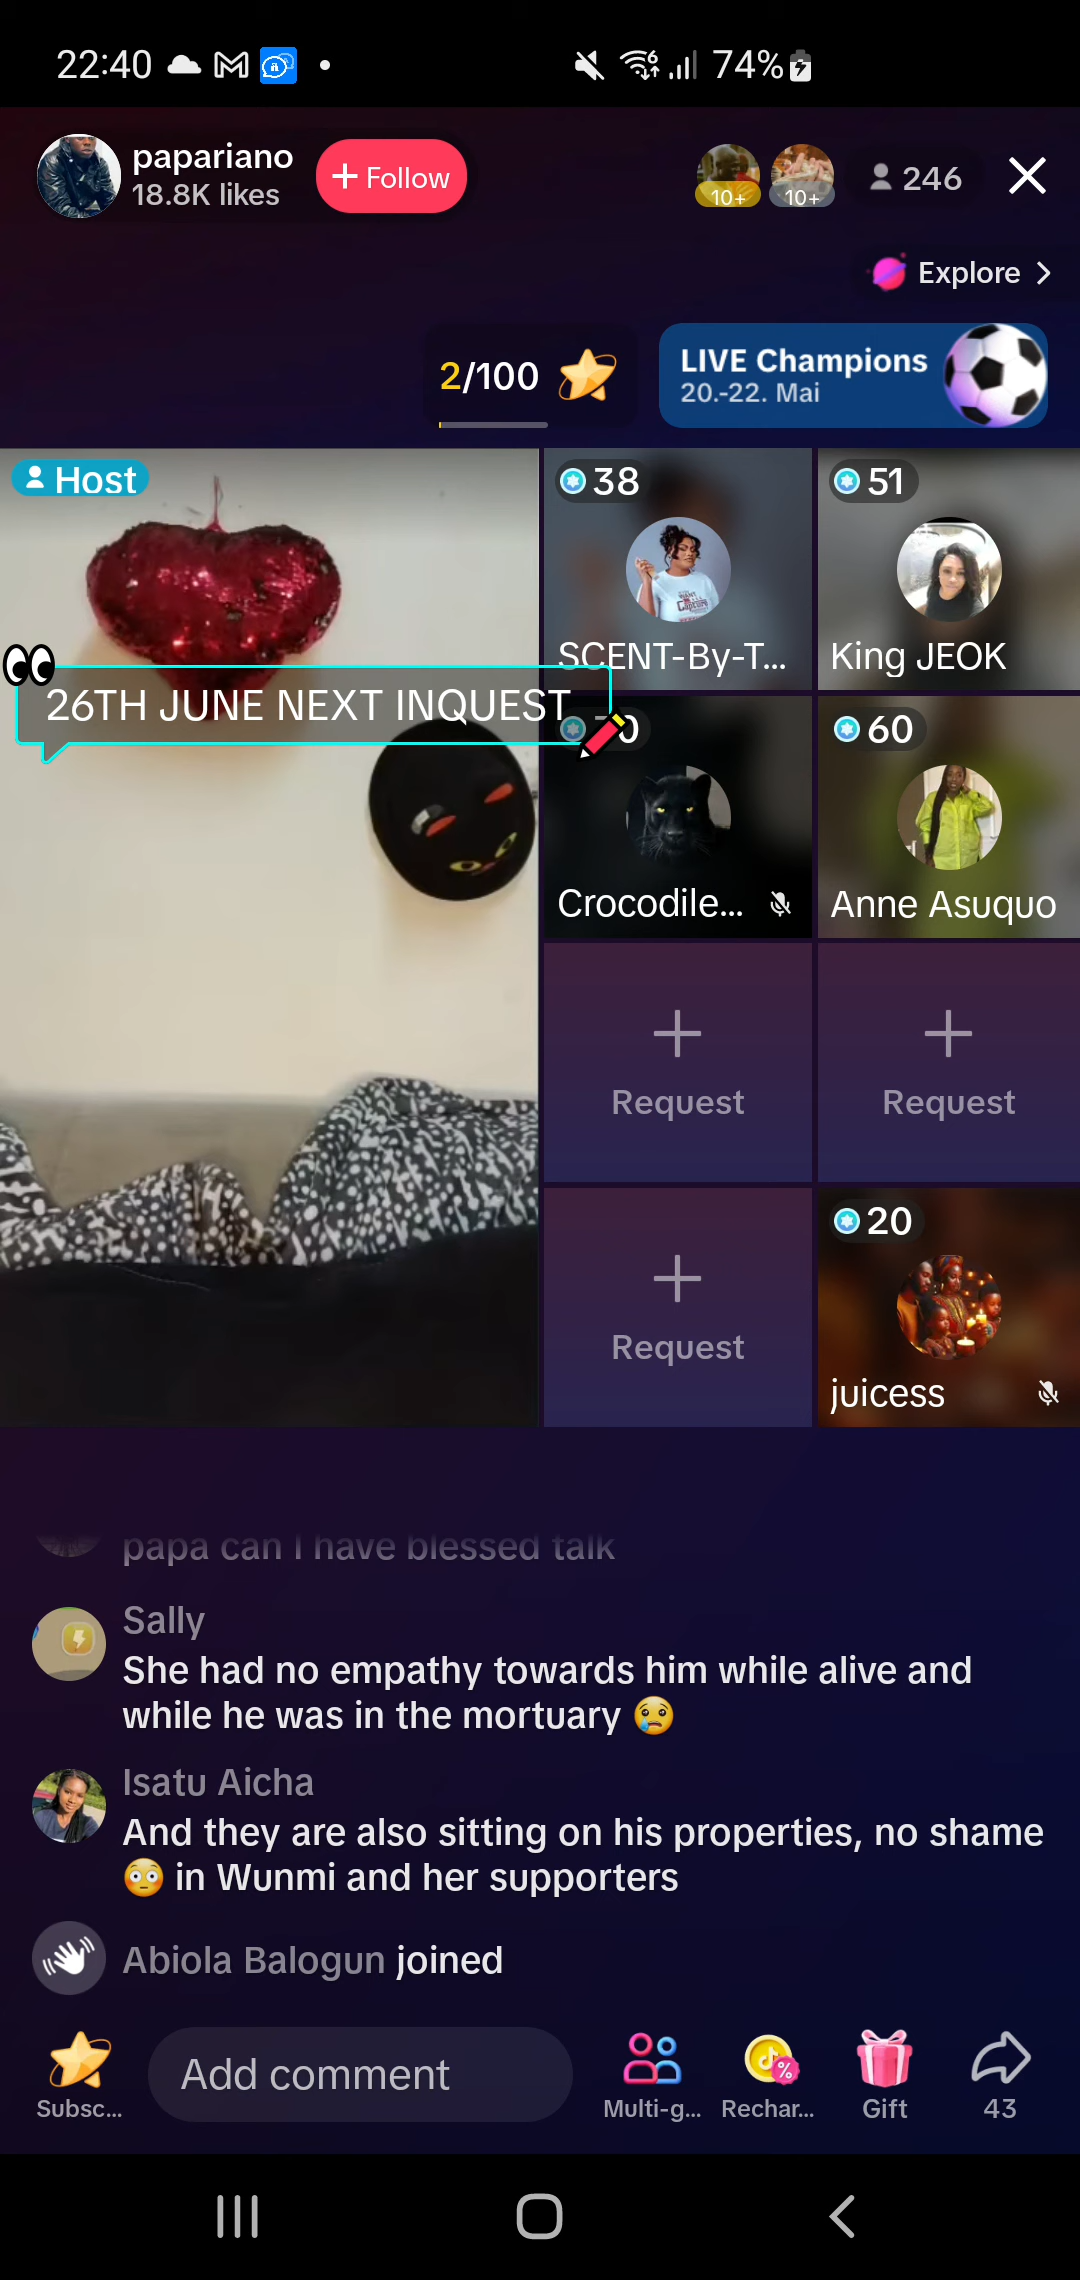 22:40
74%
papariano
18.8K likes
+ Follow
10+
10+
246
Explore
2/100
LIVE Champions
20.-22. Mai
Host
38
SCENT-By-T...
51
King JEOK
26TH JUNE NEXT INQUEST
Crocodile...
60
Anne Asuquo
Request
Request
Request
20
juicess
papa can I have blessed talk
Sally
She had no empathy towards him while alive and
while he was in the mortuary 😢
Isatu Aicha
And they are also sitting on his properties, no shame
😳 in Wunmi and her supporters
Abiola Balogun joined
Subsc...
Add comment
Multi-g...
Rechar...
Gift
43